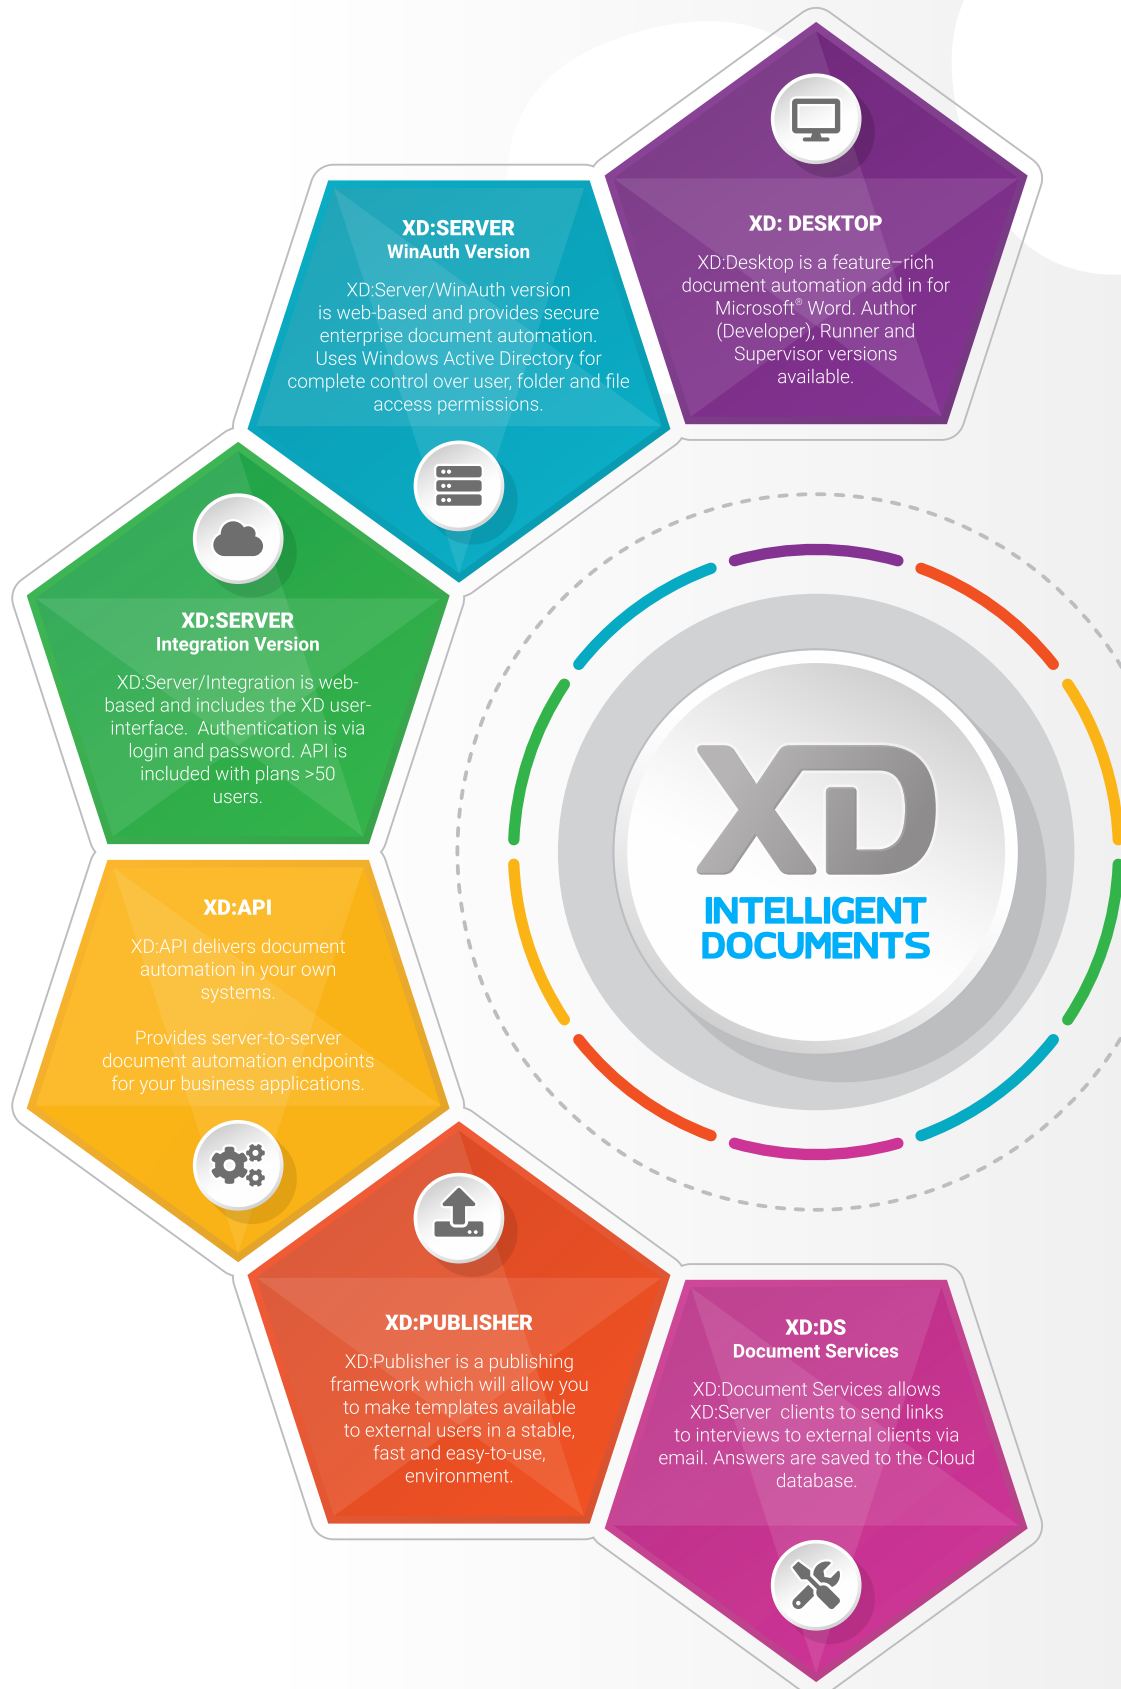 XD: DESKTOP
XD:Desktop is a feature–rich
document automation add in for
Microsoft® Word. Author
(Developer), Runner and
Supervisor versions
available.
XD:SERVER
WinAuth Version
XD:Server/WinAuth version
is web-based and provides secure
enterprise document automation.
Uses Windows Active Directory for
complete control over user, folder and file
access permissions.
XD:SERVER
Integration Version
XD:Server/Integration is web-
based and includes the XD user-
interface.  Authentication is via
login and password. API is
included with plans >50
users.
XD
INTELLIGENT
DOCUMENTS
XD:API
XD:API delivers document
automation in your own
systems.
Provides server-to-server
document automation endpoints
for your business applications.
XD:PUBLISHER
XD:Publisher is a publishing
framework which will allow you
to make templates available
to external users in a stable,
fast and easy-to-use,
environment.
XD:DS
Document Services
XD:Document Services allows
XD:Server  clients to send links
to interviews to external clients via
email. Answers are saved to the Cloud
database.